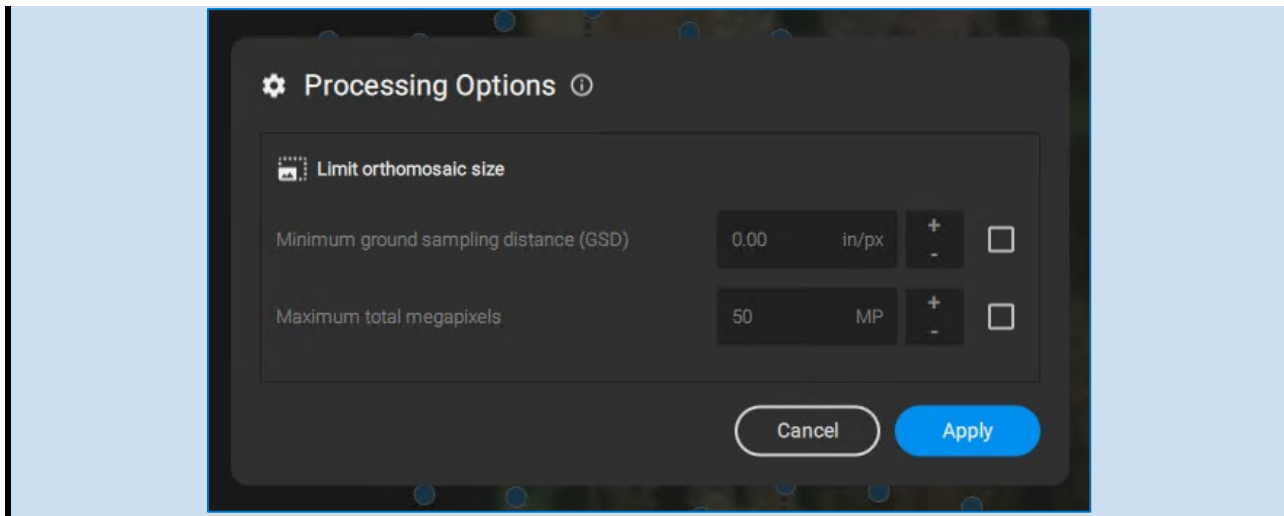 Processing Options
Limit orthomosaic size
Minimum ground sampling distance (GSD) 0.00 in/px + -
Maximum total megapixels 50 MP + -
Cancel Apply